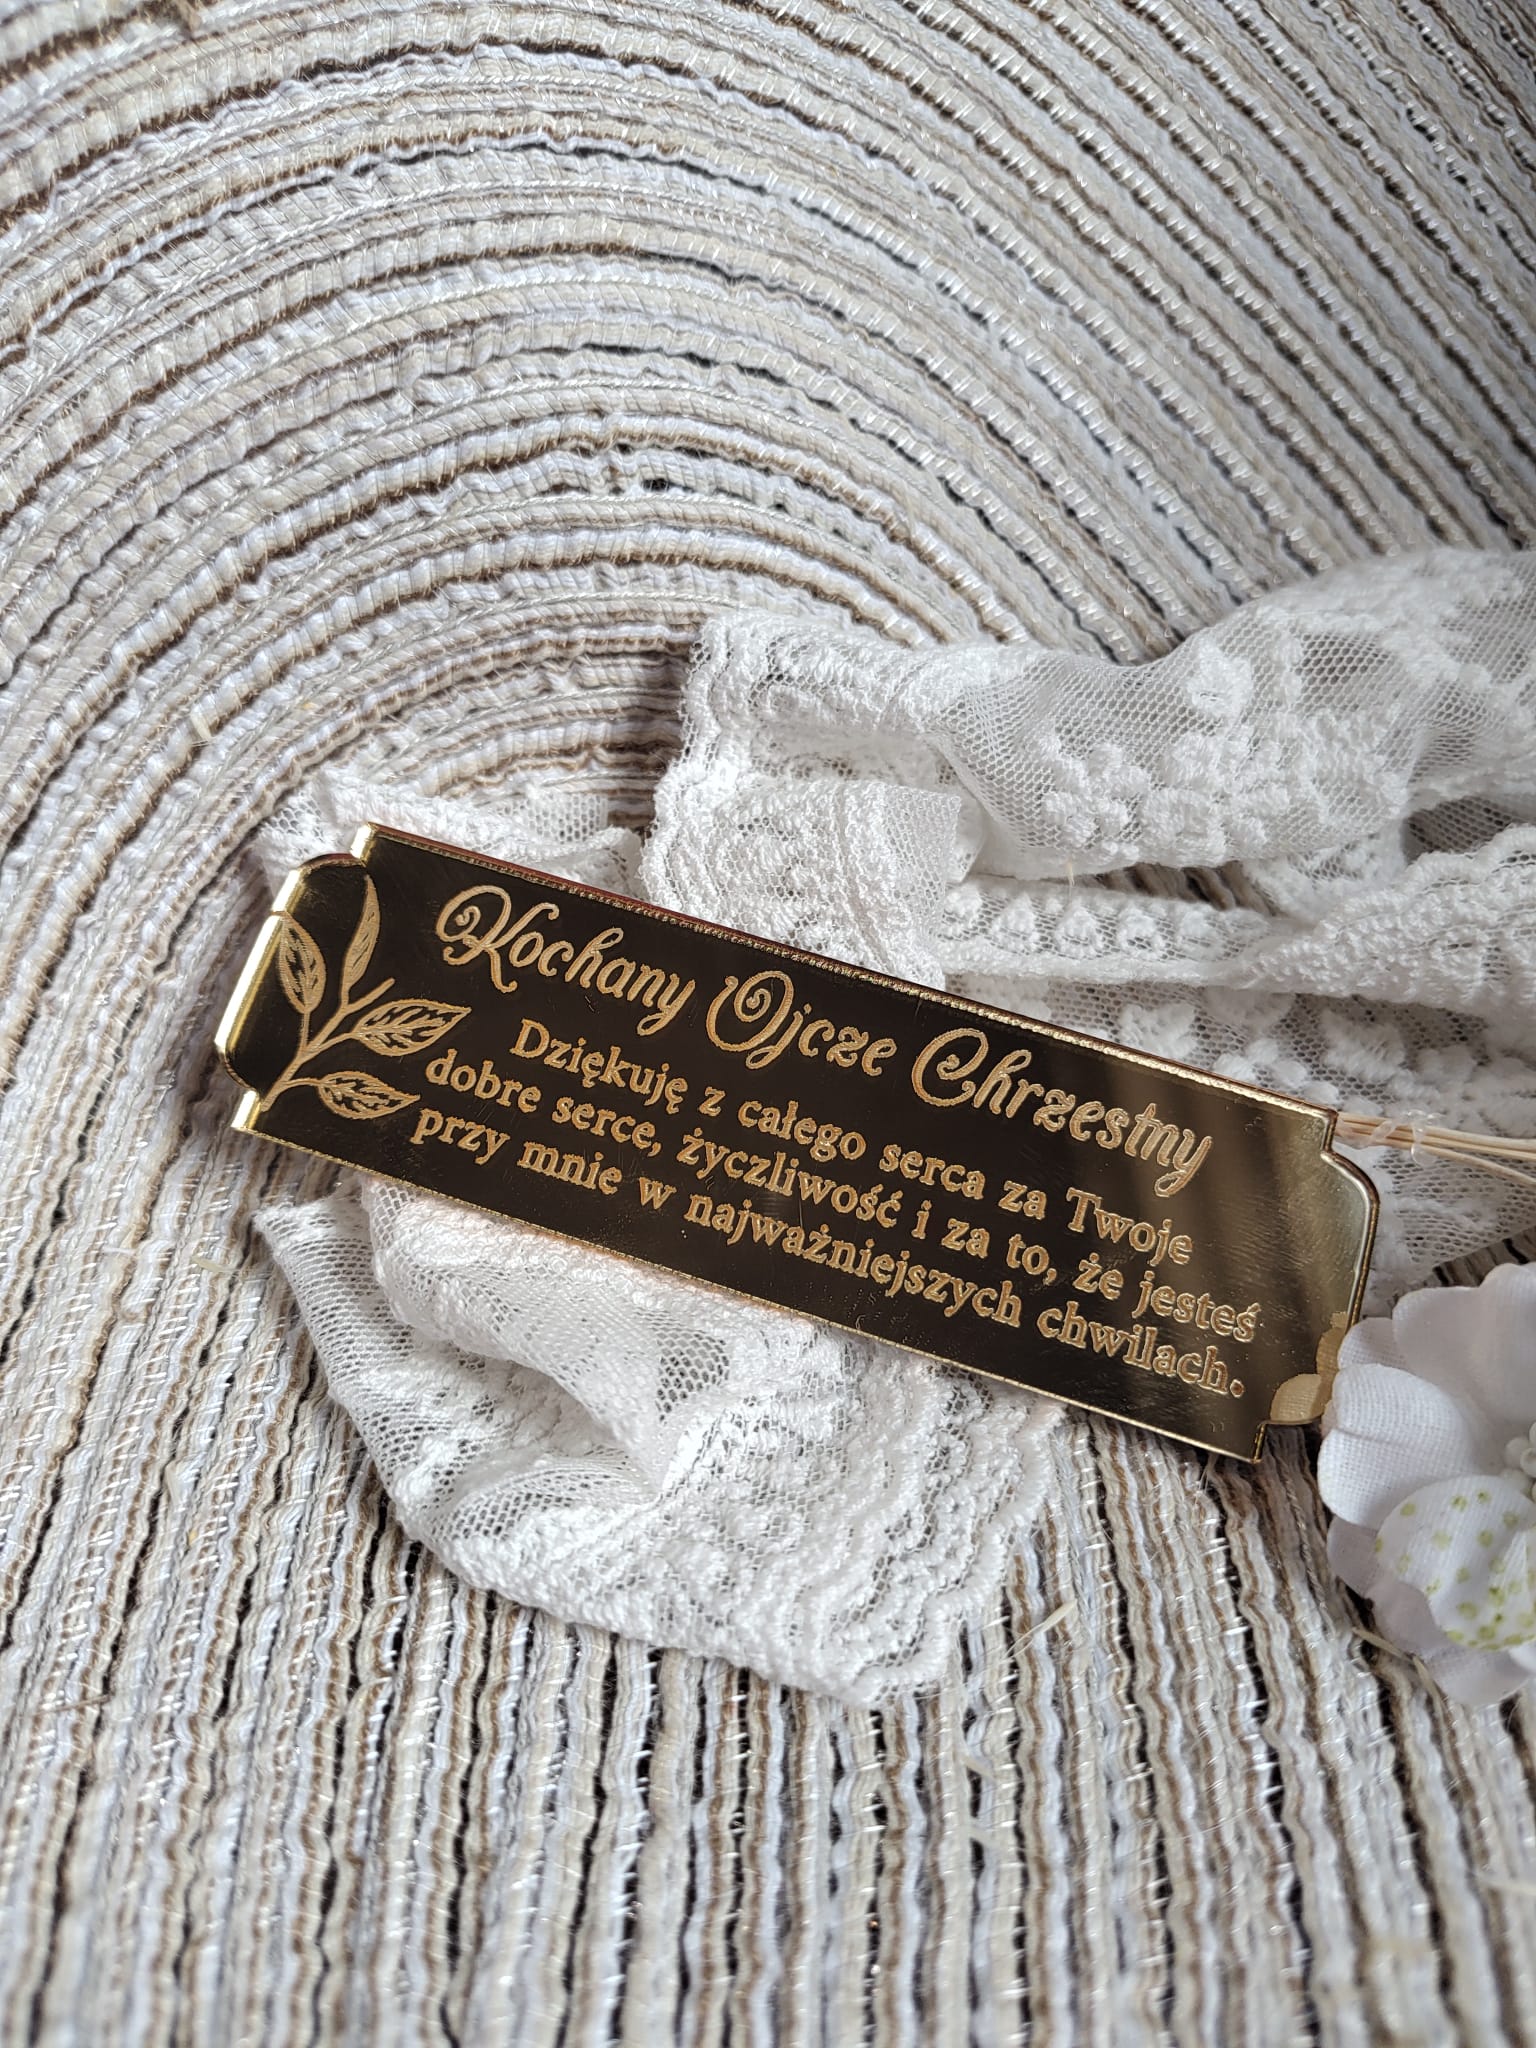 Kochany Ojcze Chrzestny
Dziękuję z całego serca za Twoje
dobre serce, życzliwość i za to, że jesteś
przy mnie w najważniejszych chwilach.